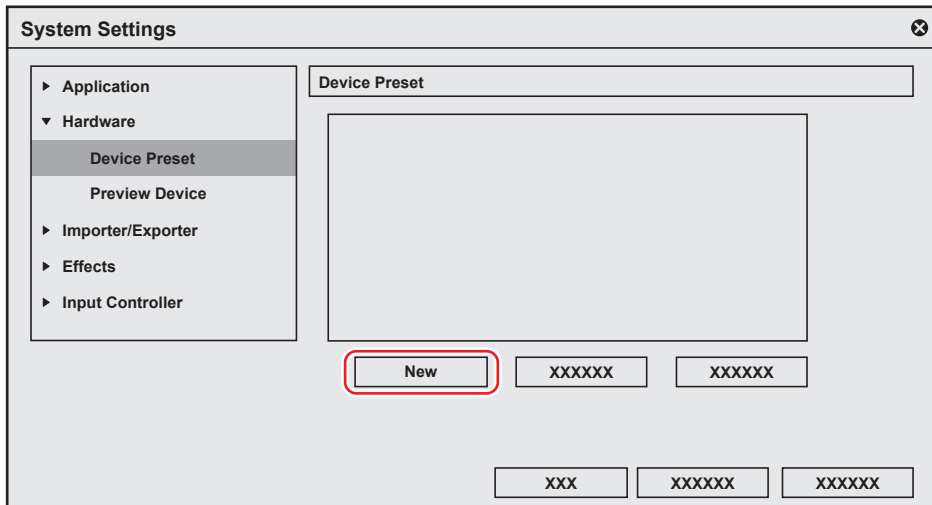 System Settings
Application
Hardware
Device Preset
Preview Device
Importer/Exporter
Effects
Input Controller
Device Preset
New
XXXXXX
XXXXXX
XXX
XXXXXX
XXXXXX